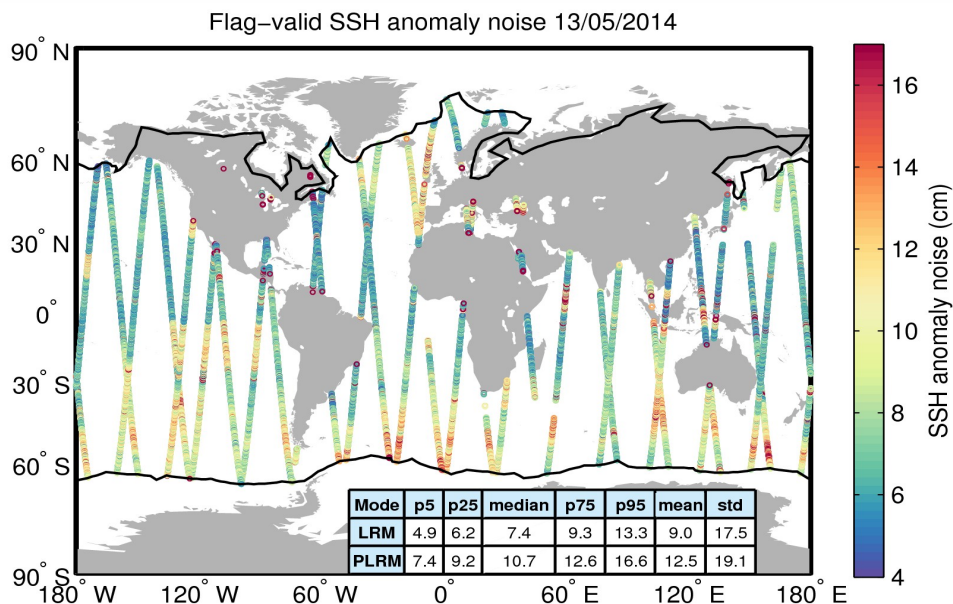 Flag−valid SSH anomaly noise 13/05/2014
90° N
60° N
30° N
0°
30° S
60° S
90° S
180° W
120° W
60° W
0°
60° E
120° E
180° E
Mode p5 p25 median p75 p95 mean std
LRM 4.9 6.2 7.4 9.3 13.3 9.0 17.5
PLRM 7.4 9.2 10.7 12.6 16.6 12.5 19.1
16
14
12
10
8
6
4
SSH anomaly noise (cm)